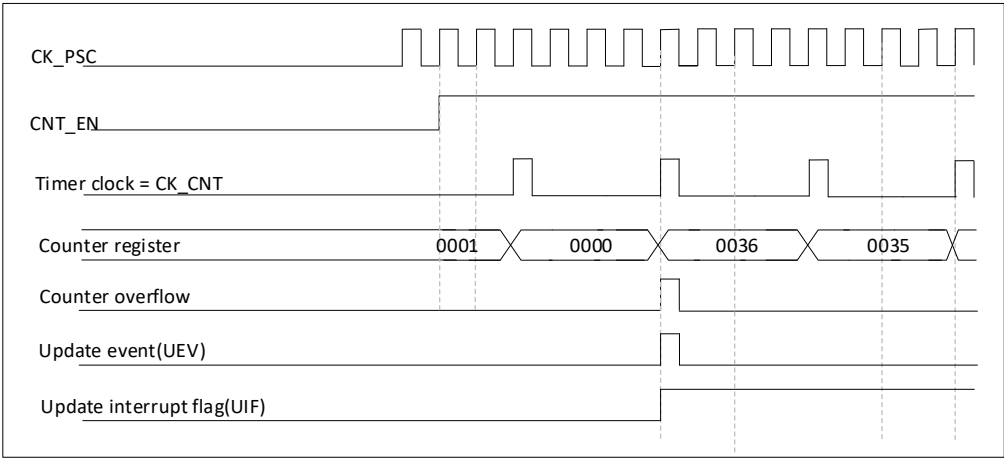 CK_PSC
CNT_EN
Timer clock = CK_CNT
Counter register 0001 0000 0036 0035
Counter overflow
Update event(UEV)
Update interrupt flag(UIF)